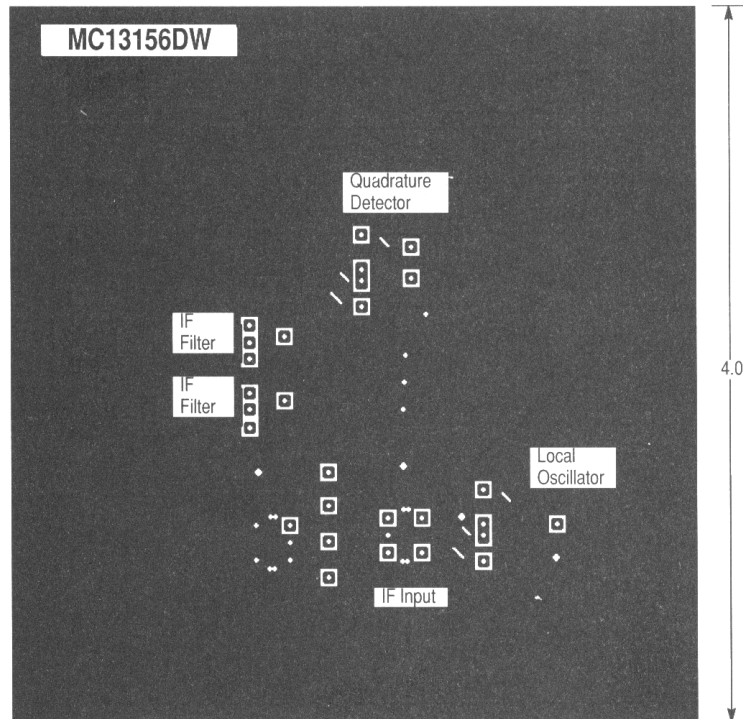 MC13156DW
Quadrature
Detector
IF
Filter
IF
Filter
4.0
Local
Oscillator
IF Input